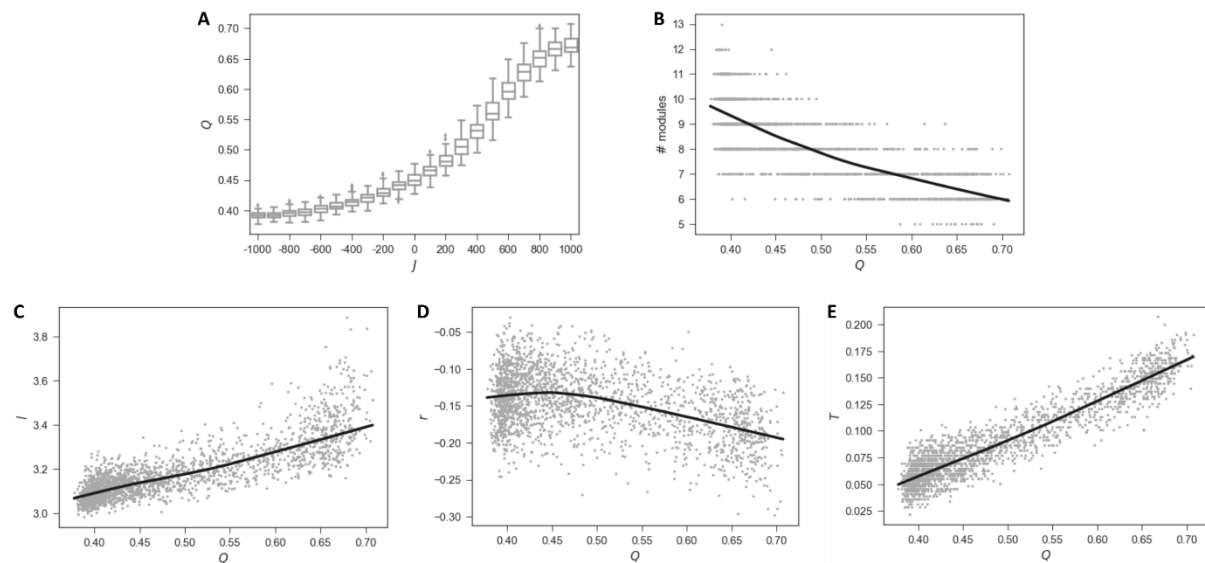 A
0.70
0.65
0.60
0.55
0.50
0.45
0.40
Q
-1000 -800 -600 -400 -200 0 200 400 600 800 1000
J
B
13
12
11
10
9
8
7
6
5
# modules
0.40 0.45 0.50 0.55 0.60 0.65 0.70
Q
C
3.8
3.6
3.4
3.2
3.0
l
0.40 0.45 0.50 0.55 0.60 0.65 0.70
Q
D
−0.05
−0.10
−0.15
−0.20
−0.25
−0.30
r
0.40 0.45 0.50 0.55 0.60 0.65 0.70
Q
E
0.200
0.175
0.150
0.125
0.100
0.075
0.050
0.025
T
0.40 0.45 0.50 0.55 0.60 0.65 0.70
Q